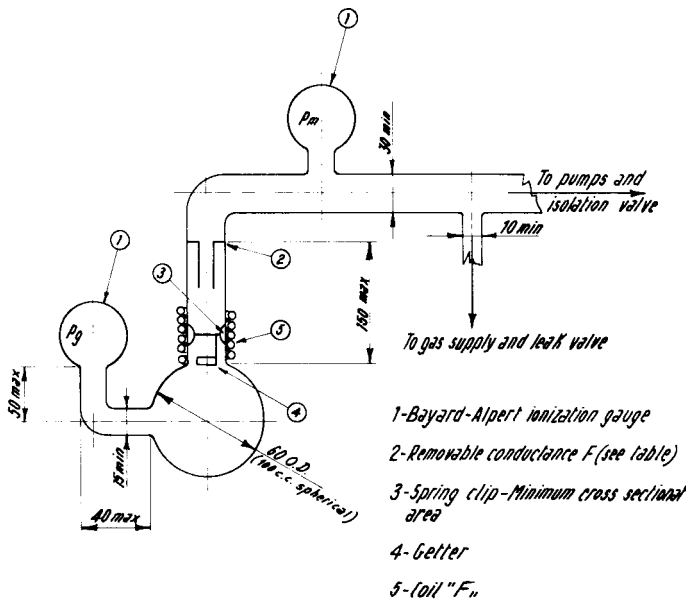 1
Pm
30 min
To pumps and
isolation valve
10 min
2
3
1
150 max
5
Pg
To gas supply and leak valve
50 max
4
60 O.D.
(100 c.c. spherical)
15 min
40 max
1-Bayard-Alpert ionization gauge
2-Removable conductance F (see table)
3-Spring clip-Minimum cross sectional
area
4-Getter
5-Coil "F"